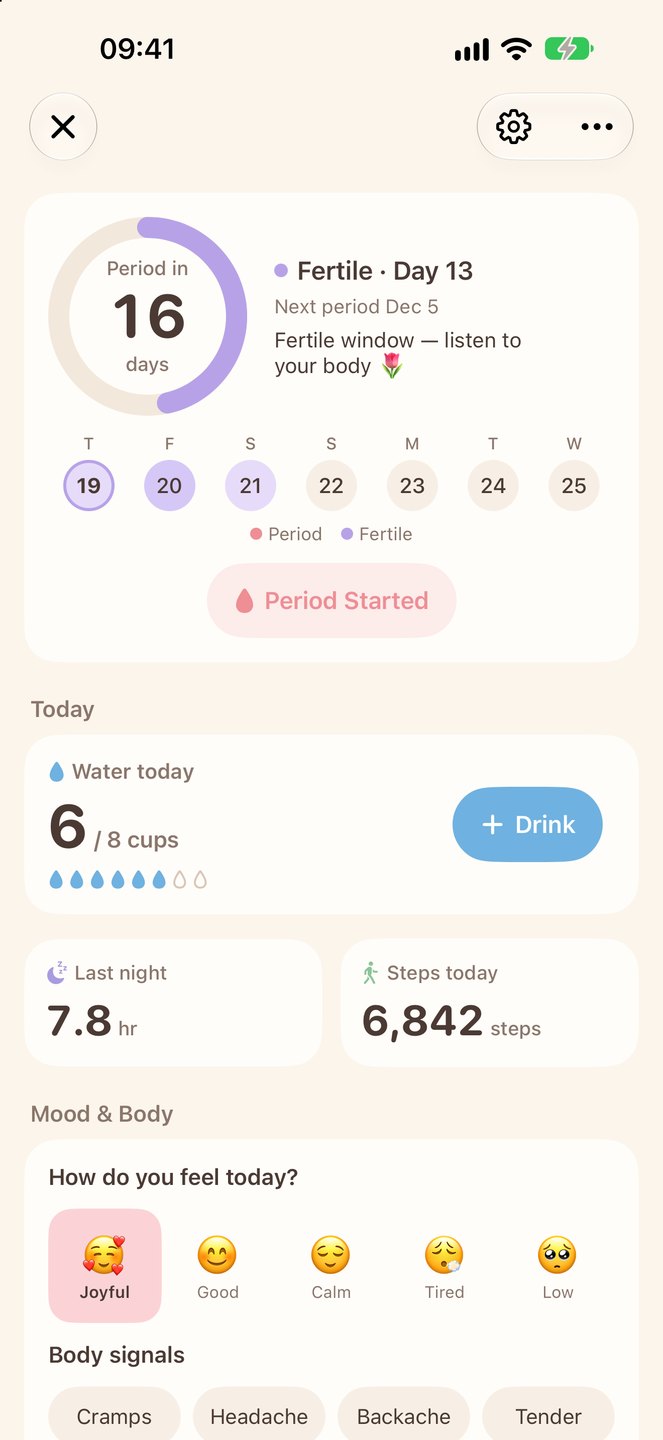 09:41
Period in
16
days
Fertile · Day 13
Next period Dec 5
Fertile window — listen to
your body 🌷
T F S S M T W
19 20 21 22 23 24 25
Period Fertile
Period Started
Today
Water today
6 / 8 cups
+ Drink
Last night
7.8 hr
Steps today
6,842 steps
Mood & Body
How do you feel today?
Joyful Good Calm Tired Low
Body signals
Cramps Headache Backache Tender